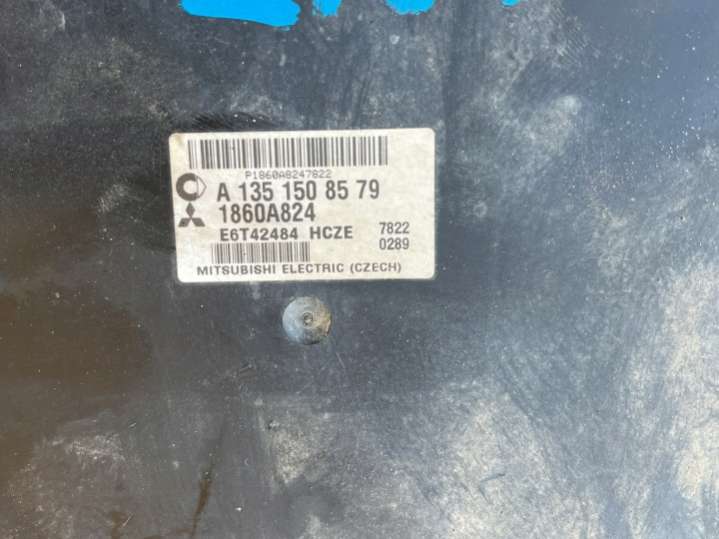 P1860A8247822
A 135 150 85 79
1860A824
E6T42484 HCZE 7822
0289
MITSUBISHI ELECTRIC (CZECH)